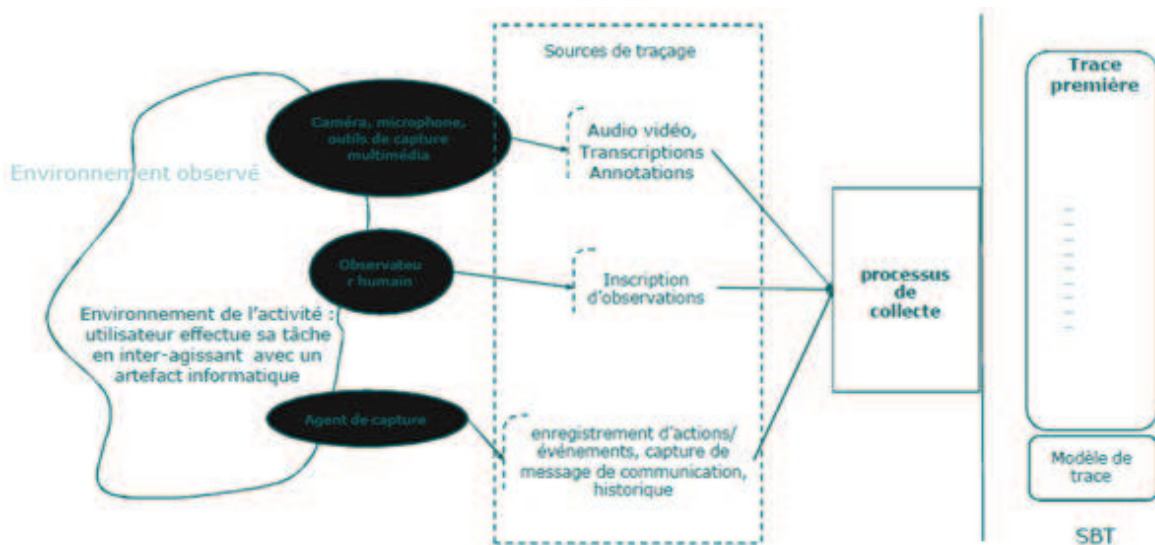 Sources de traçage
Trace
première
Caméra, microphone,
outils de capture
multimédia
Audio vidéo,
Transcriptions
Annotations
Environnement observé
Observateu
r humain
Inscription
d'observations
processus
de
collecte
Environnement de l'activité :
utilisateur effectue sa tâche
en inter-agissant avec un
artefact informatique
Agent de capture
enregistrement d'actions/
événements, capture de
message de communication,
historique
Modèle de
trace
SBT